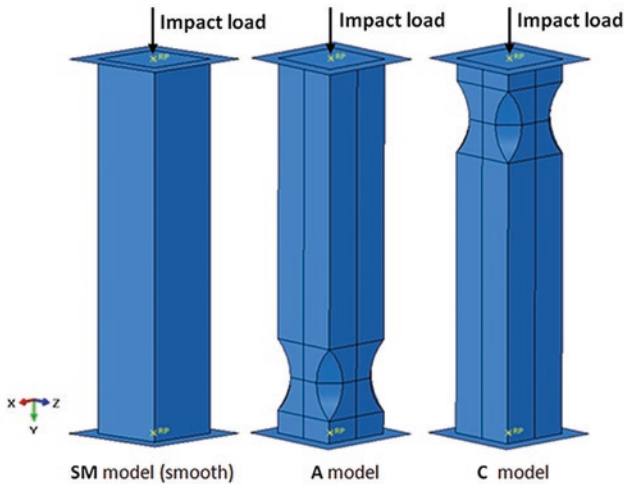 Impact load Impact load Impact load
RP RP RP
X Z
Y
RP RP RP
SM model (smooth) A model C model